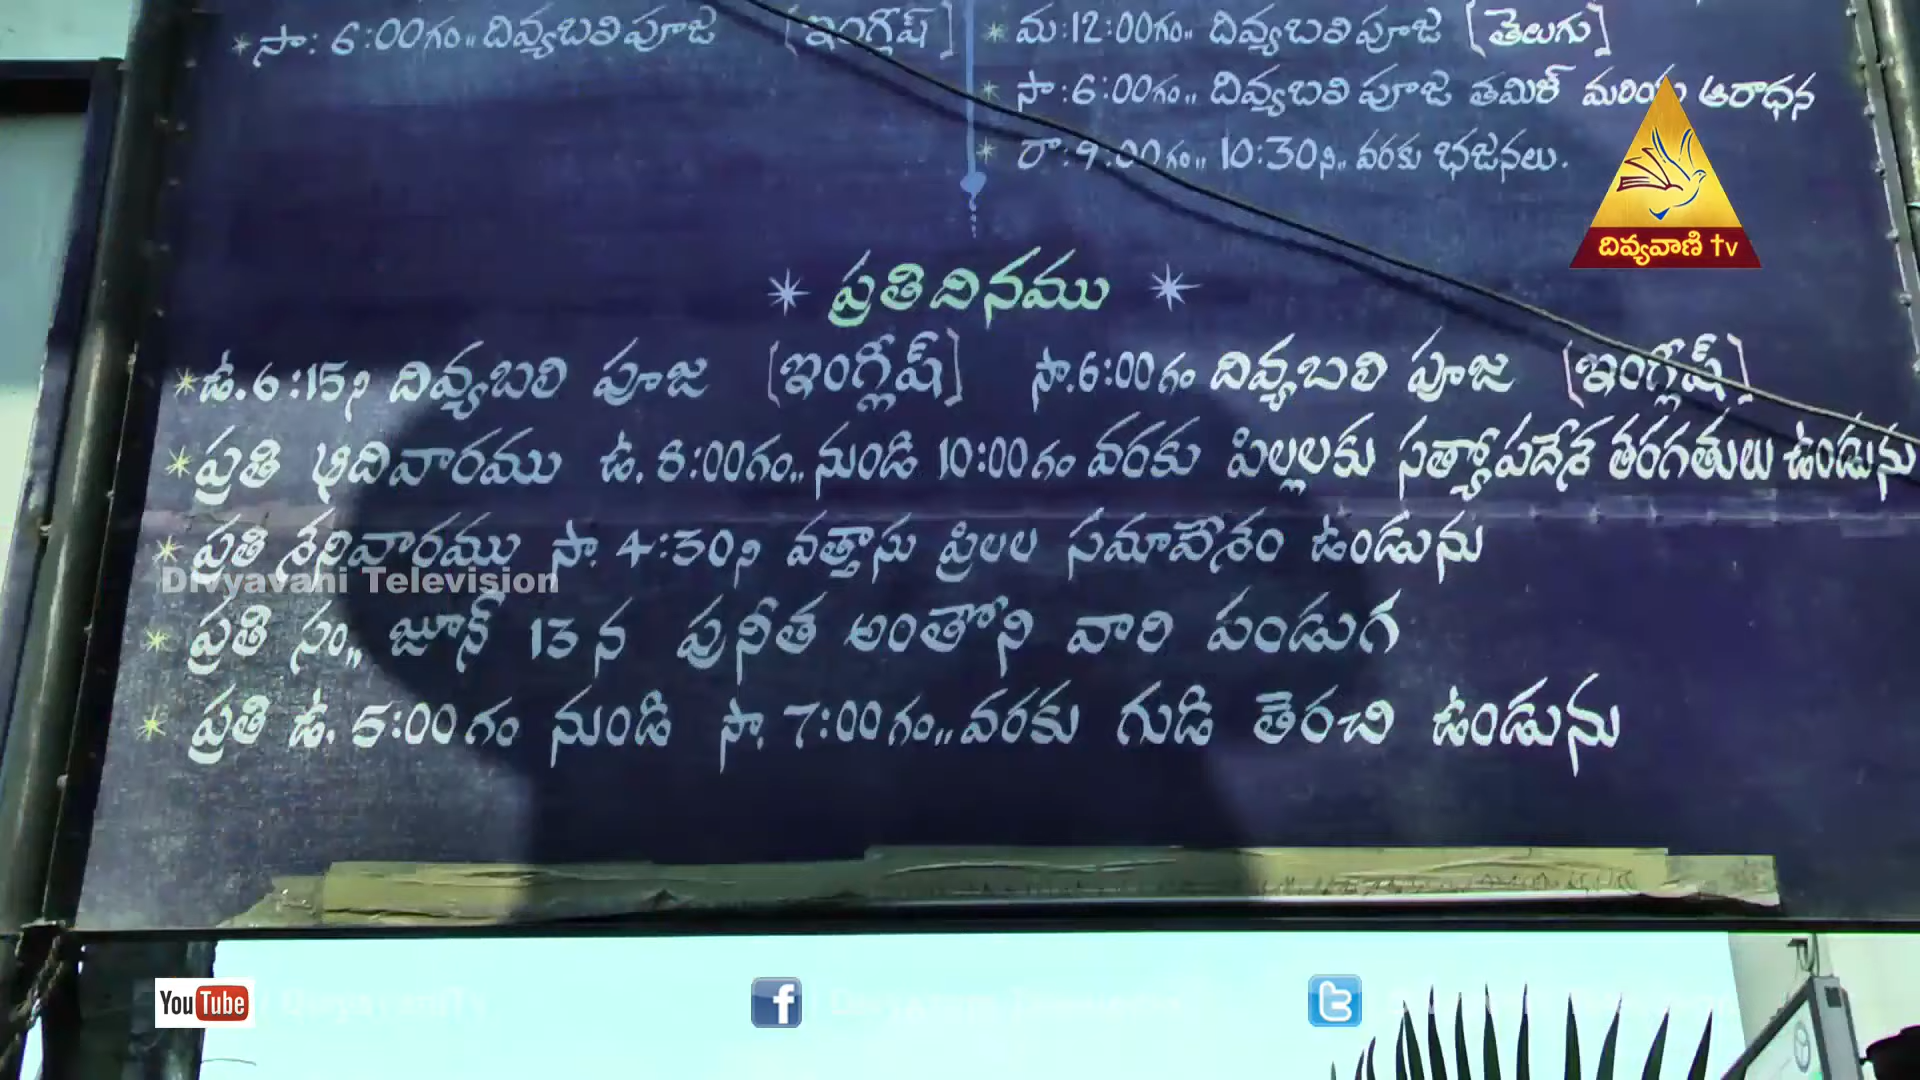 సా: 6:00గం,, దివ్యబలి పూజ [ఇంగ్లీష్]
మ:12:00గం,, దివ్యబలి పూజ [తెలుగు]
సా:6:00గం,, దివ్యబలి పూజ తమిళ్ మరియు ఆరాధన
రా:9:00గం,, 10:30ని,, వరకు భజనలు.
దివ్యవాణి tv
ప్రతిదినము
ఉ.6:15ని దివ్యబలి పూజ [ఇంగ్లీష్] సా.6:00గం దివ్యబలి పూజ [ఇంగ్లీష్]
ప్రతి ఆదివారము ఉ. 8:00గం,, నుండి 10:00గం వరకు పిల్లలకు సత్యోపదేశ తరగతులు ఉండును
ప్రతి శనివారము సా. 4:30ని సమావేశం ఉండును
Divyavani Television
ప్రతి సం,, జూన్ 13న పునీత అంతోని వారి పండుగ
ప్రతి ఉ. 5:00గం నుండి సా. 7:00గం,, వరకు గుడి తెరచి ఉండును
YouTube